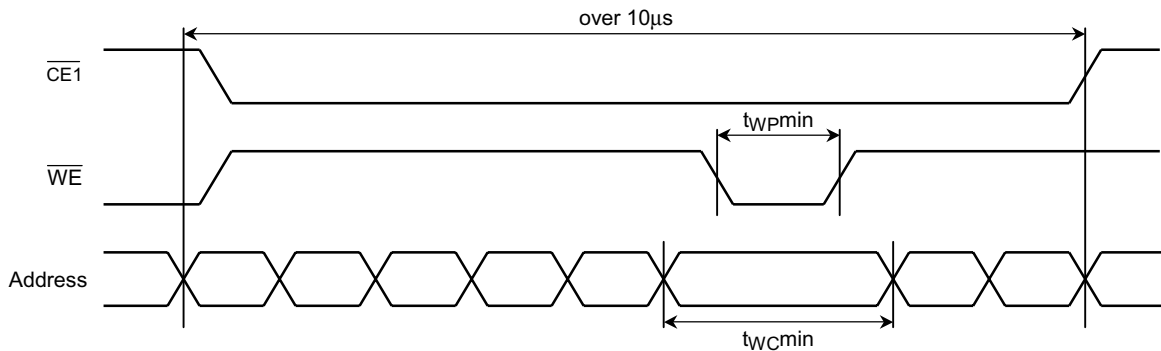 over 10μs
CE1
tWPmin
WE
Address
tWCmin